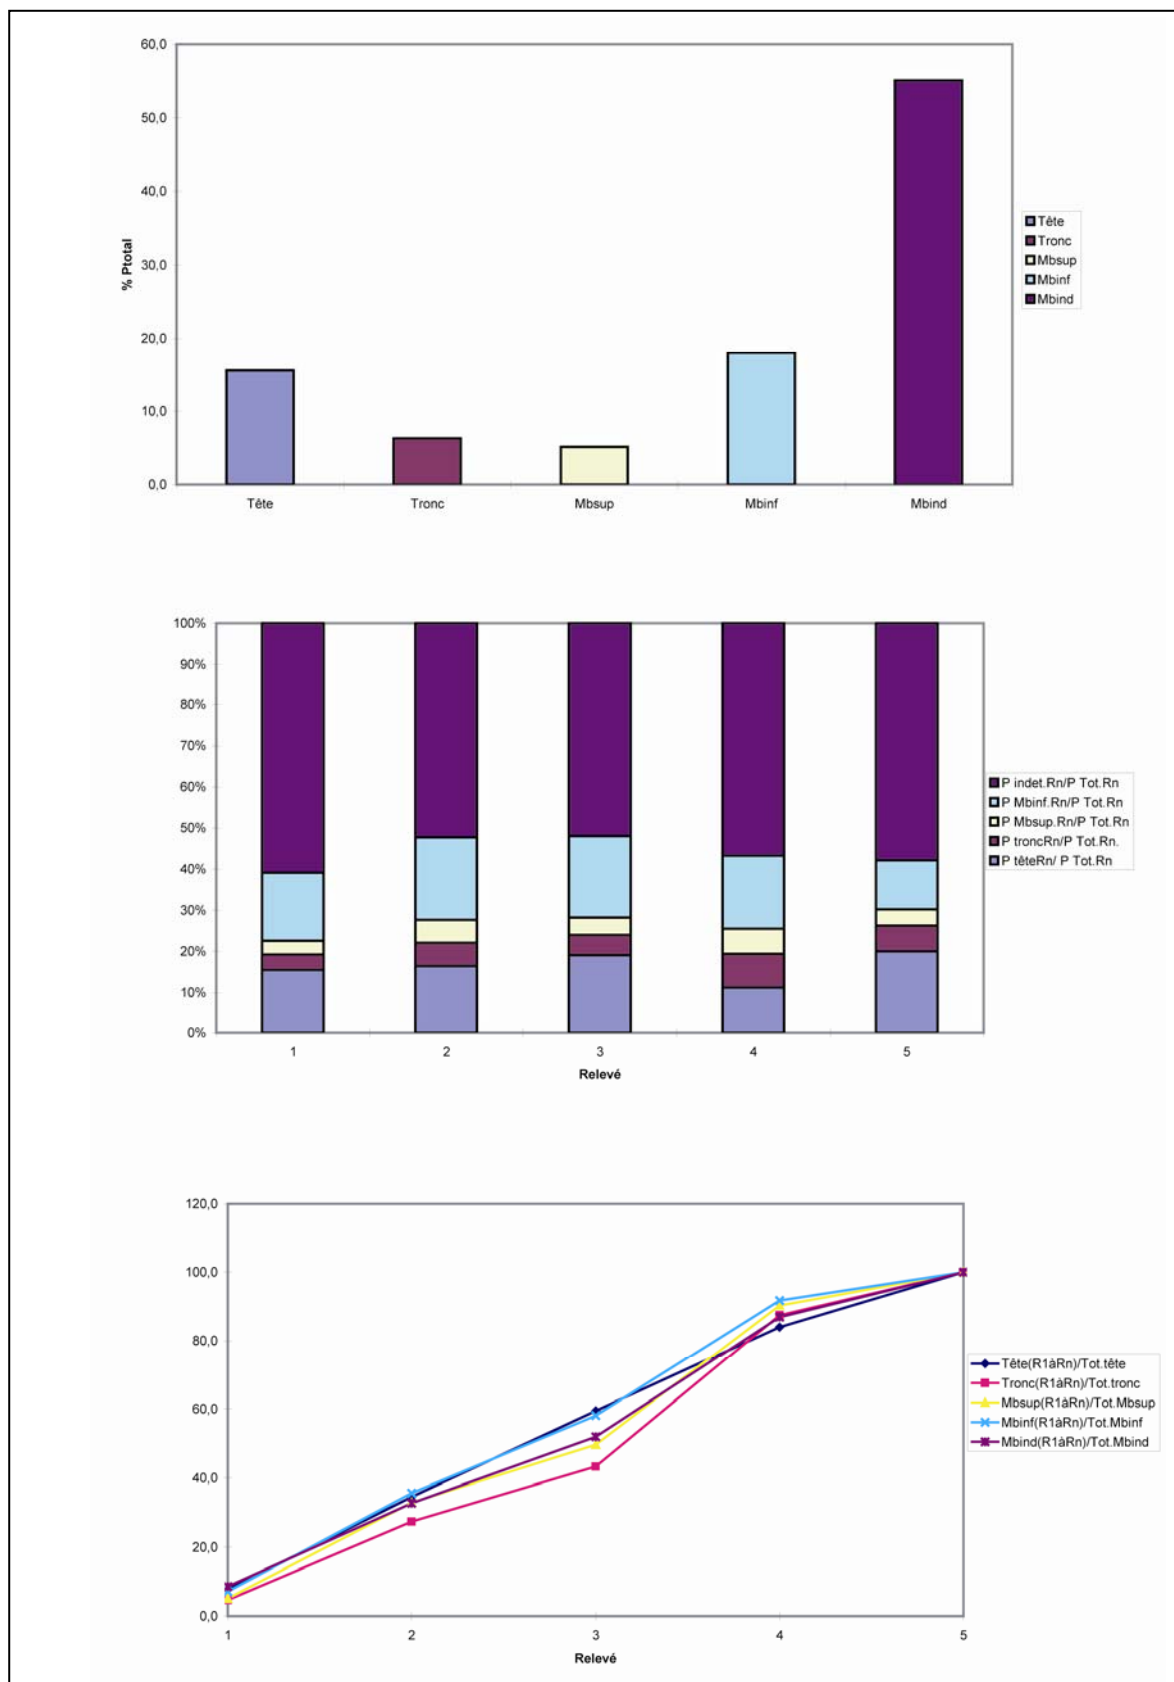 60,0
50,0
40,0
30,0
20,0
10,0
0,0
% Ptotal
Tête
Tronc
Mbsup
Mbinf
Mbind
Tête
Tronc
Mbsup
Mbinf
Mbind
100%
90%
80%
70%
60%
50%
40%
30%
20%
10%
0%
1
2
3
4
5
Relevé
P indet.Rn/P Tot.Rn
P Mbinf.Rn/P Tot.Rn
P Mbsup.Rn/P Tot.Rn
P troncRn/P Tot.Rn.
P têteRn/ P Tot.Rn
120,0
100,0
80,0
60,0
40,0
20,0
0,0
1
2
3
4
5
Relevé
Tête(R1àRn)/Tot.tête
Tronc(R1àRn)/Tot.tronc
Mbsup(R1àRn)/Tot.Mbsup
Mbinf(R1àRn)/Tot.Mbinf
Mbind(R1àRn)/Tot.Mbind